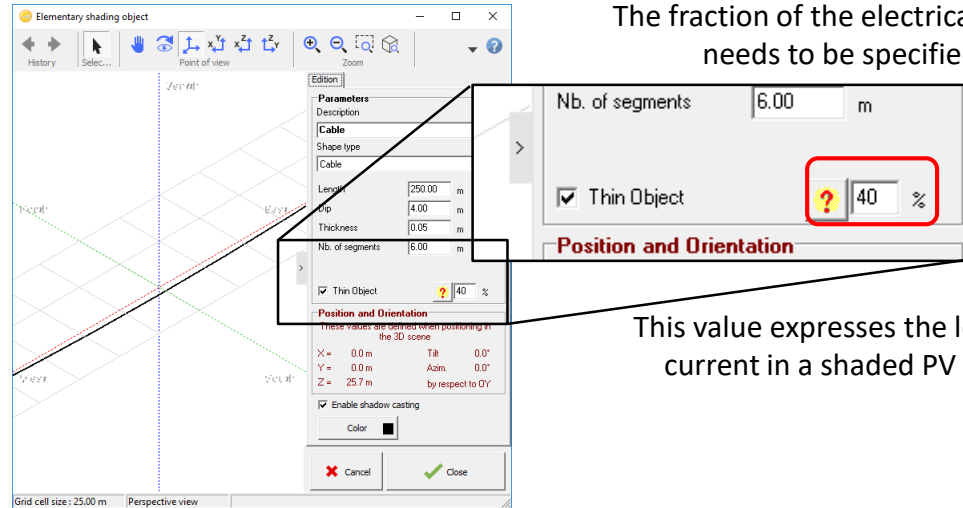 Elementary shading object
The fraction of the electrica
needs to be specifie
History
Selec...
Point of view
Zoom
Zenith
Edition
Parameters
Description
Cable
Shape type
Cable
Length 250.00 m
Dip 4.00 m
Thickness 0.05 m
Nb. of segments 6.00 m
Thin Object ? 40 %
Position and Orientation
These values are defined when positioning in
the 3D scene
X = 0.0 m Tilt 0.0°
Y = 0.0 m Azim. 0.0°
Z = 25.7 m by respect to OY
Enable shadow casting
Color
Cancel
Close
Nb. of segments 6.00 m
Thin Object ? 40 %
Position and Orientation
This value expresses the l
current in a shaded PV
West
Grid cell size : 25.00 m Perspective view